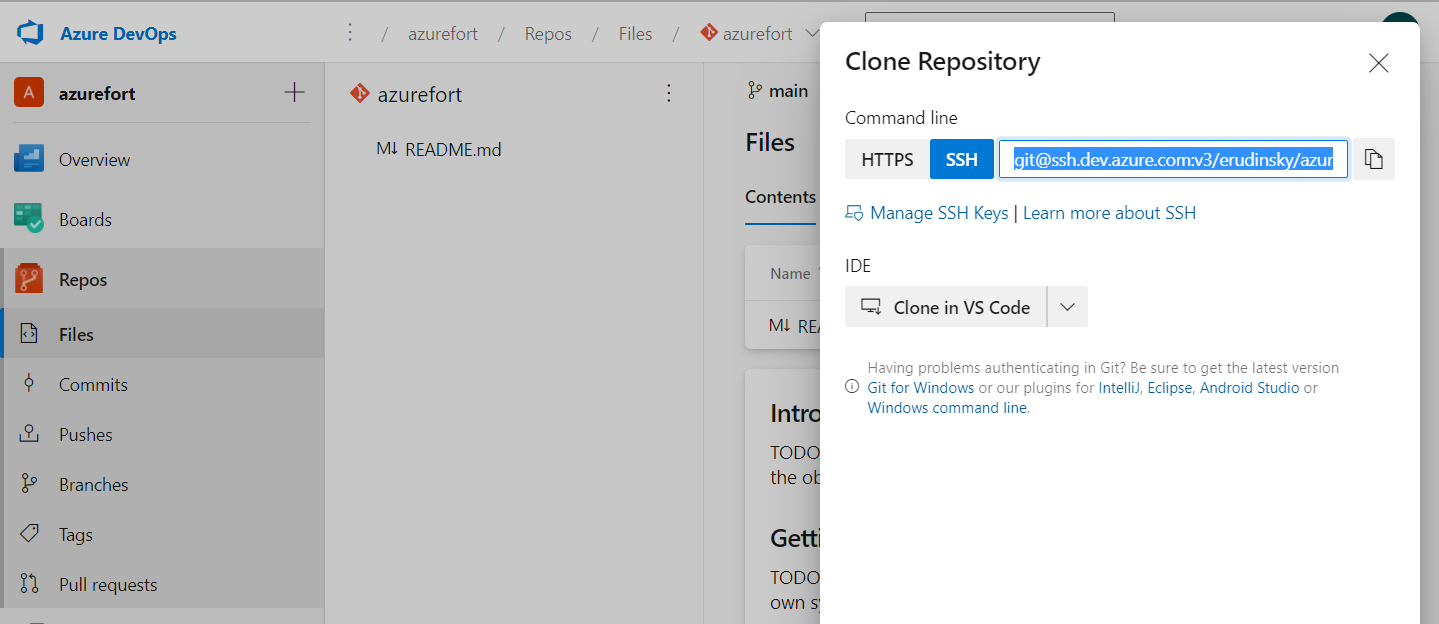 Azure DevOps
/ azurefort / Repos / Files / azurefort
A azurefort
Overview
Boards
Repos
Files
Commits
Pushes
Branches
Tags
Pull requests
azurefort
M↓ README.md
main
Files
Contents
Name
M↓ REA
Intro
TODO
the ob
Getti
TODO
own sy
Clone Repository
Command line
HTTPS SSH git@ssh.dev.azure.com:v3/erudinsky/azur
Manage SSH Keys | Learn more about SSH
IDE
Clone in VS Code
Having problems authenticating in Git? Be sure to get the latest version
Git for Windows or our plugins for IntelliJ, Eclipse, Android Studio or
Windows command line.